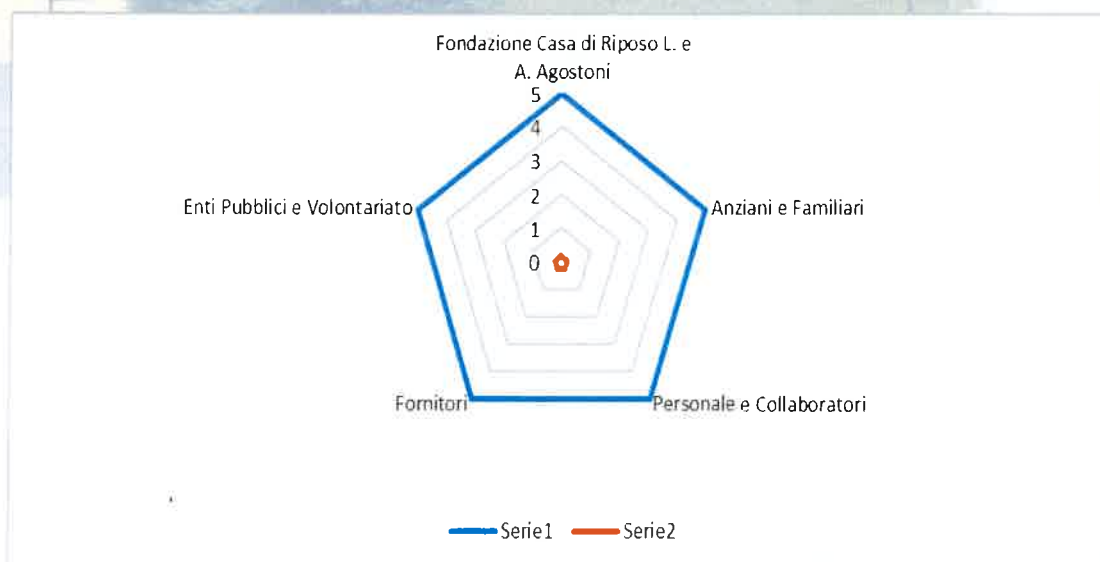 Fondazione Casa di Riposo L. e
A. Agostoni
5
4
3
2
1
0
Enti Pubblici e Volontariato
Anziani e Familiari
Fornitori
Personale e Collaboratori
Serie1
Serie2